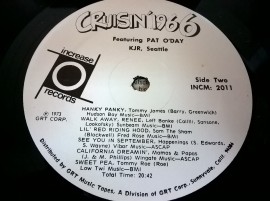 CRUISIN' 1966
Featuring PAT O'DAY
KJR, Seattle
increase
records
Side Two
INCM: 2011
℗ 1973
GRT CORP.
HANKY PANKY, Tommy James (Barry, Greenwich)
Hudson Bay Music—BMI
WALK AWAY, RENEE, Left Banke (Calilli, Sansone,
Lookofsky) Sunbeam Music—BMI
LIL' RED RIDING HOOD, Sam The Sham
(Blackwell) Fred Rose Music—BMI
SEE YOU IN SEPTEMBER, Happenings (S. Edwards,
S. Wayne) Vibar Music—ASCAP
CALIFORNIA DREAMIN', Mamas & Papas
(J. & M. Phillips) Wingate Music—ASCAP
SWEET PEA, Tommy Roe (Roe)
Low Twi Music—BMI
Total Time: 20:42
Distributed by GRT Music Tapes, A Division of GRT Corp., Sunnyvale, Calif.